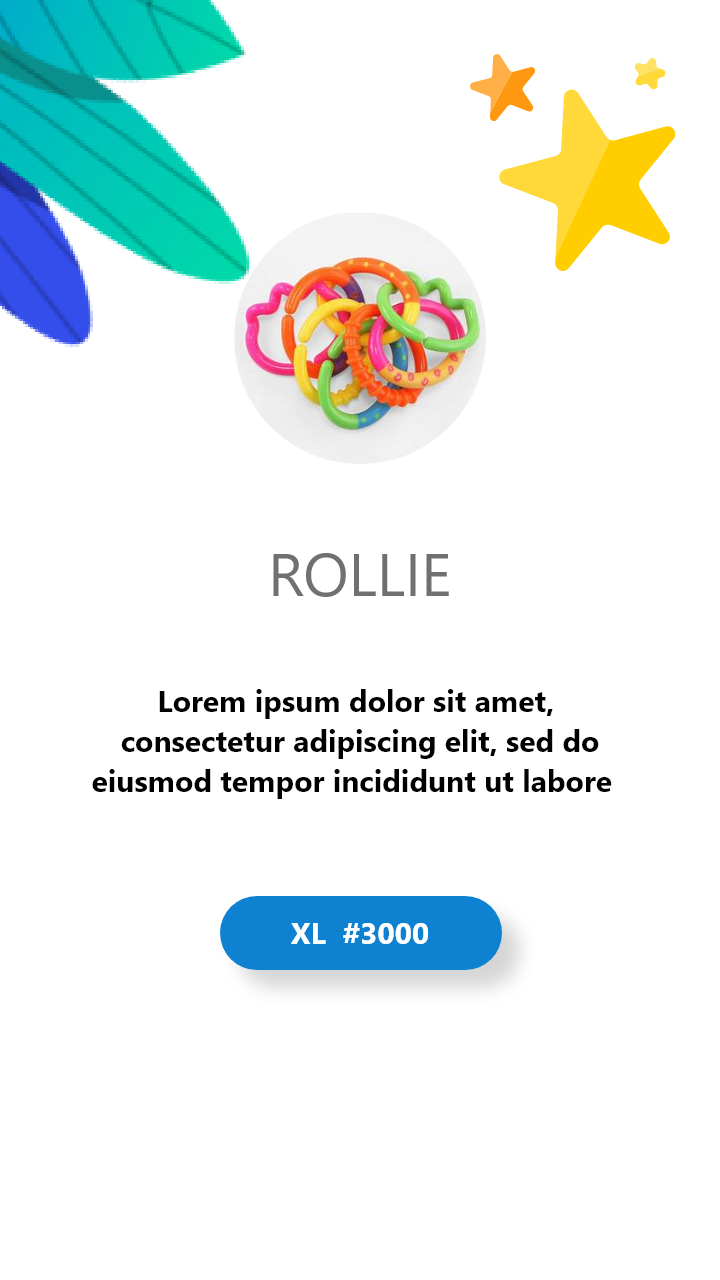 ROLLIE
Lorem ipsum dolor sit amet,
consectetur adipiscing elit, sed do
eiusmod tempor incididunt ut labore
XL #3000